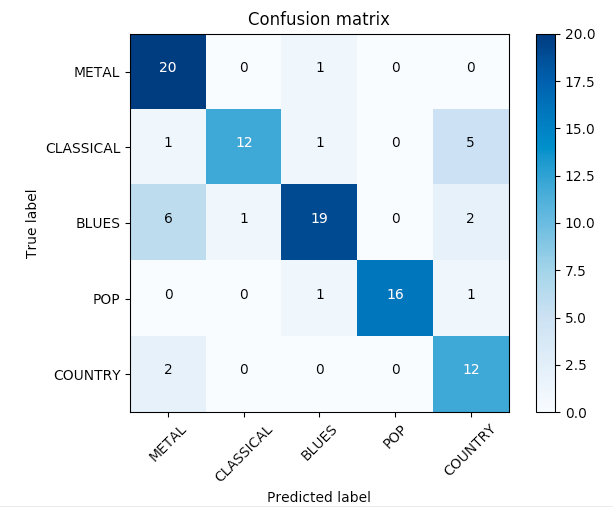 Confusion matrix
METAL 20 0 1 0 0
CLASSICAL 1 12 1 0 5
BLUES 6 1 19 0 2
POP 0 0 1 16 1
COUNTRY 2 0 0 0 12
True label
METAL CLASSICAL BLUES POP COUNTRY
Predicted label
20.0
17.5
15.0
12.5
10.0
7.5
5.0
2.5
0.0